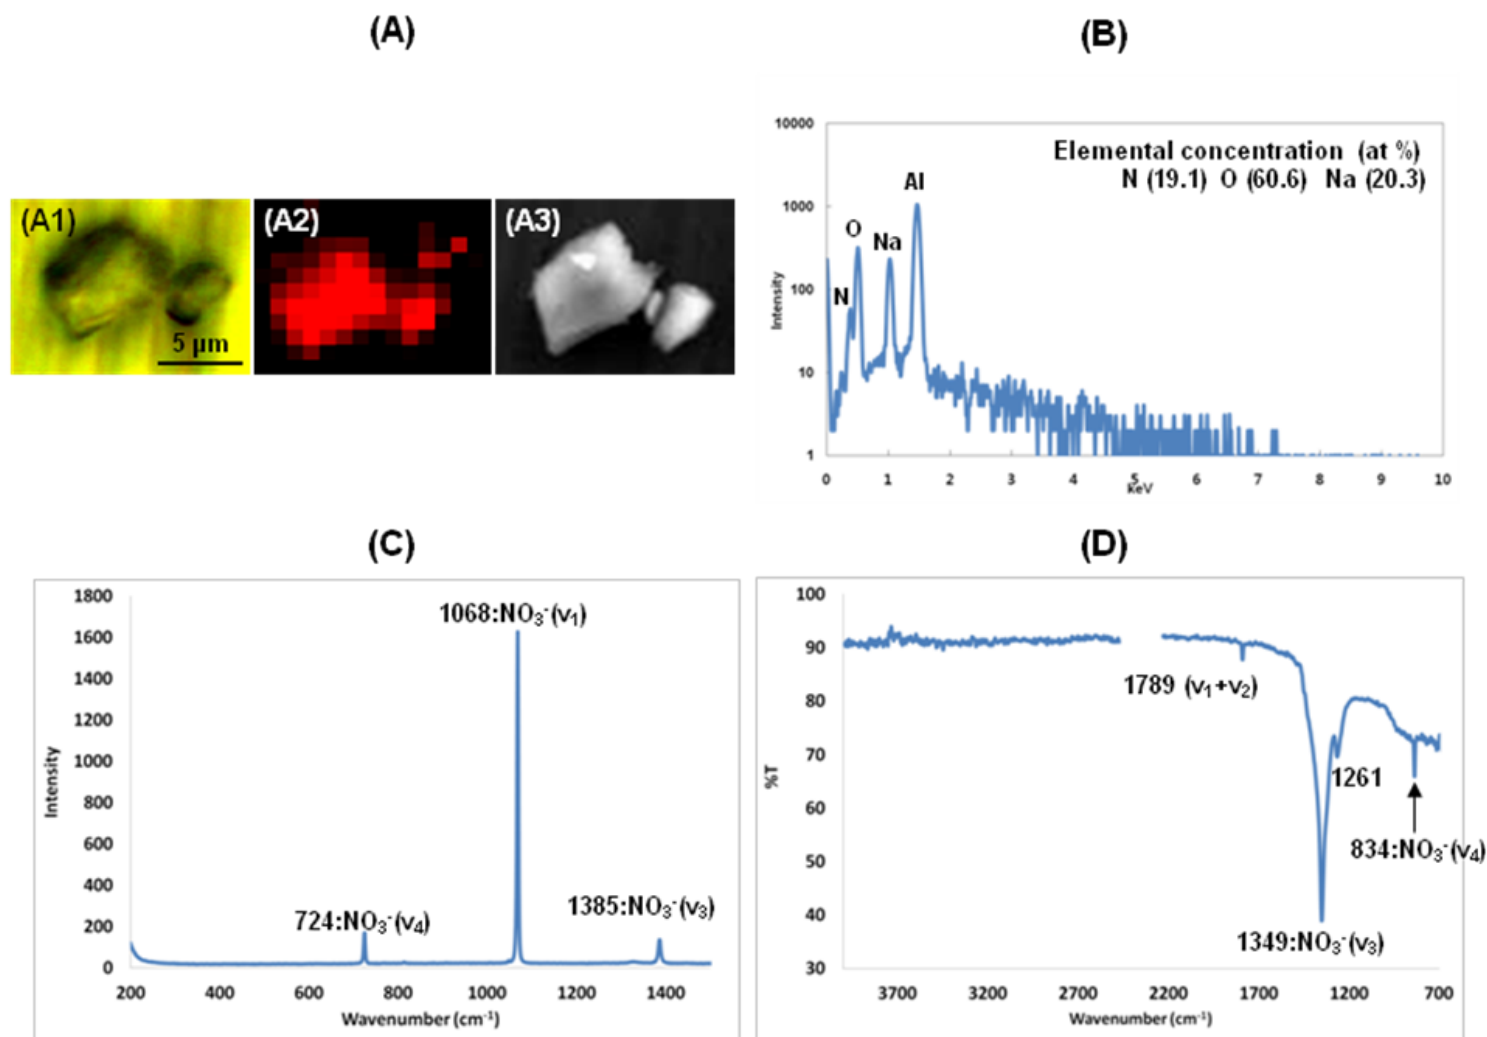 (A)
(B)
(A1)
(A2)
(A3)
5 µm
Elemental concentration (at %)
N (19.1) O (60.6) Na (20.3)
10000
1000
100
10
1
Intensity
N
O
Na
Al
0 1 2 3 4 5 6 7 8 9 10
KeV
(C)
(D)
1800
1600
1400
1200
1000
800
600
400
200
0
Intensity
1068:NO₃⁻(v₁)
724:NO₃⁻(v₄)
1385:NO₃⁻(v₃)
200 400 600 800 1000 1200 1400
Wavenumber (cm⁻¹)
100
90
80
70
60
50
40
30
%T
1789 (v₁+v₂)
1261
834:NO₃⁻(v₄)
1349:NO₃⁻(v₃)
3700 3200 2700 2200 1700 1200 700
Wavenumber (cm⁻¹)